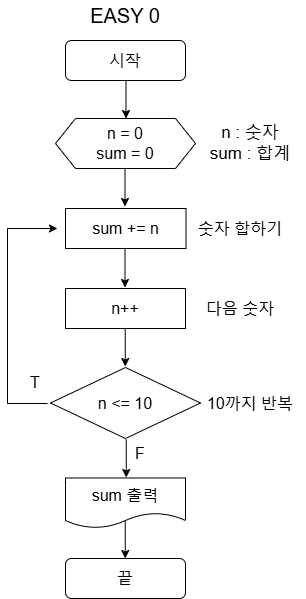 EASY 0
시작
n = 0
sum = 0
n : 숫자
sum : 합계
sum += n
숫자 합하기
n++
다음 숫자
T
n <= 10
10까지 반복
F
sum 출력
끝